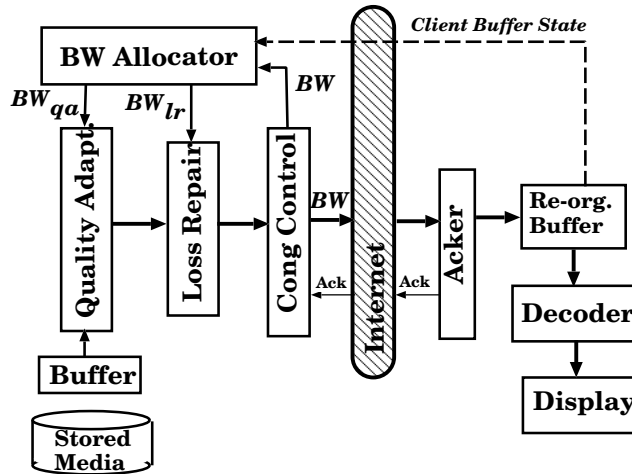 Client Buffer State
BW Allocator
BW
BWqa
BWlr
Quality Adapt.
Loss Repair
Cong Control
BW
Internet
Acker
Re-org.
Buffer
Ack
Ack
Decoder
Buffer
Display
Stored
Media